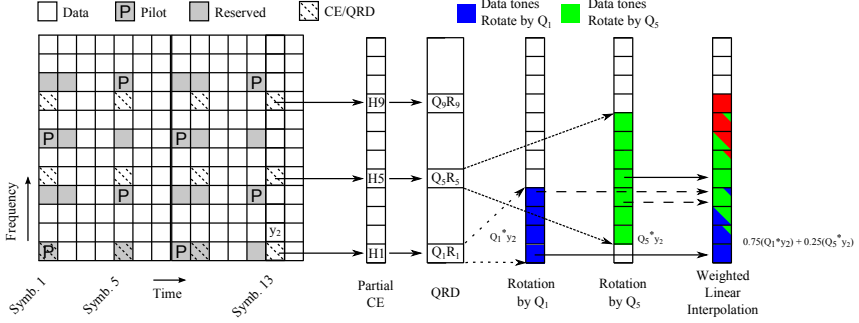 Data
Pilot
Reserved
CE/QRD
Data tones
Rotate by Q₁
Data tones
Rotate by Q₅
P
P
P
P
H9
Q₉R₉
P
P
H5
Q₅R₅
P
P
y₂
Q₁*y₂
Q₅*y₂
0.75(Q₁*y₂) + 0.25(Q₅*y₂)
P
P
H1
Q₁R₁
Frequency
Time
Symb. 1
Symb. 5
Symb. 13
Partial
CE
QRD
Rotation
by Q₁
Rotation
by Q₅
Weighted
Linear
Interpolation